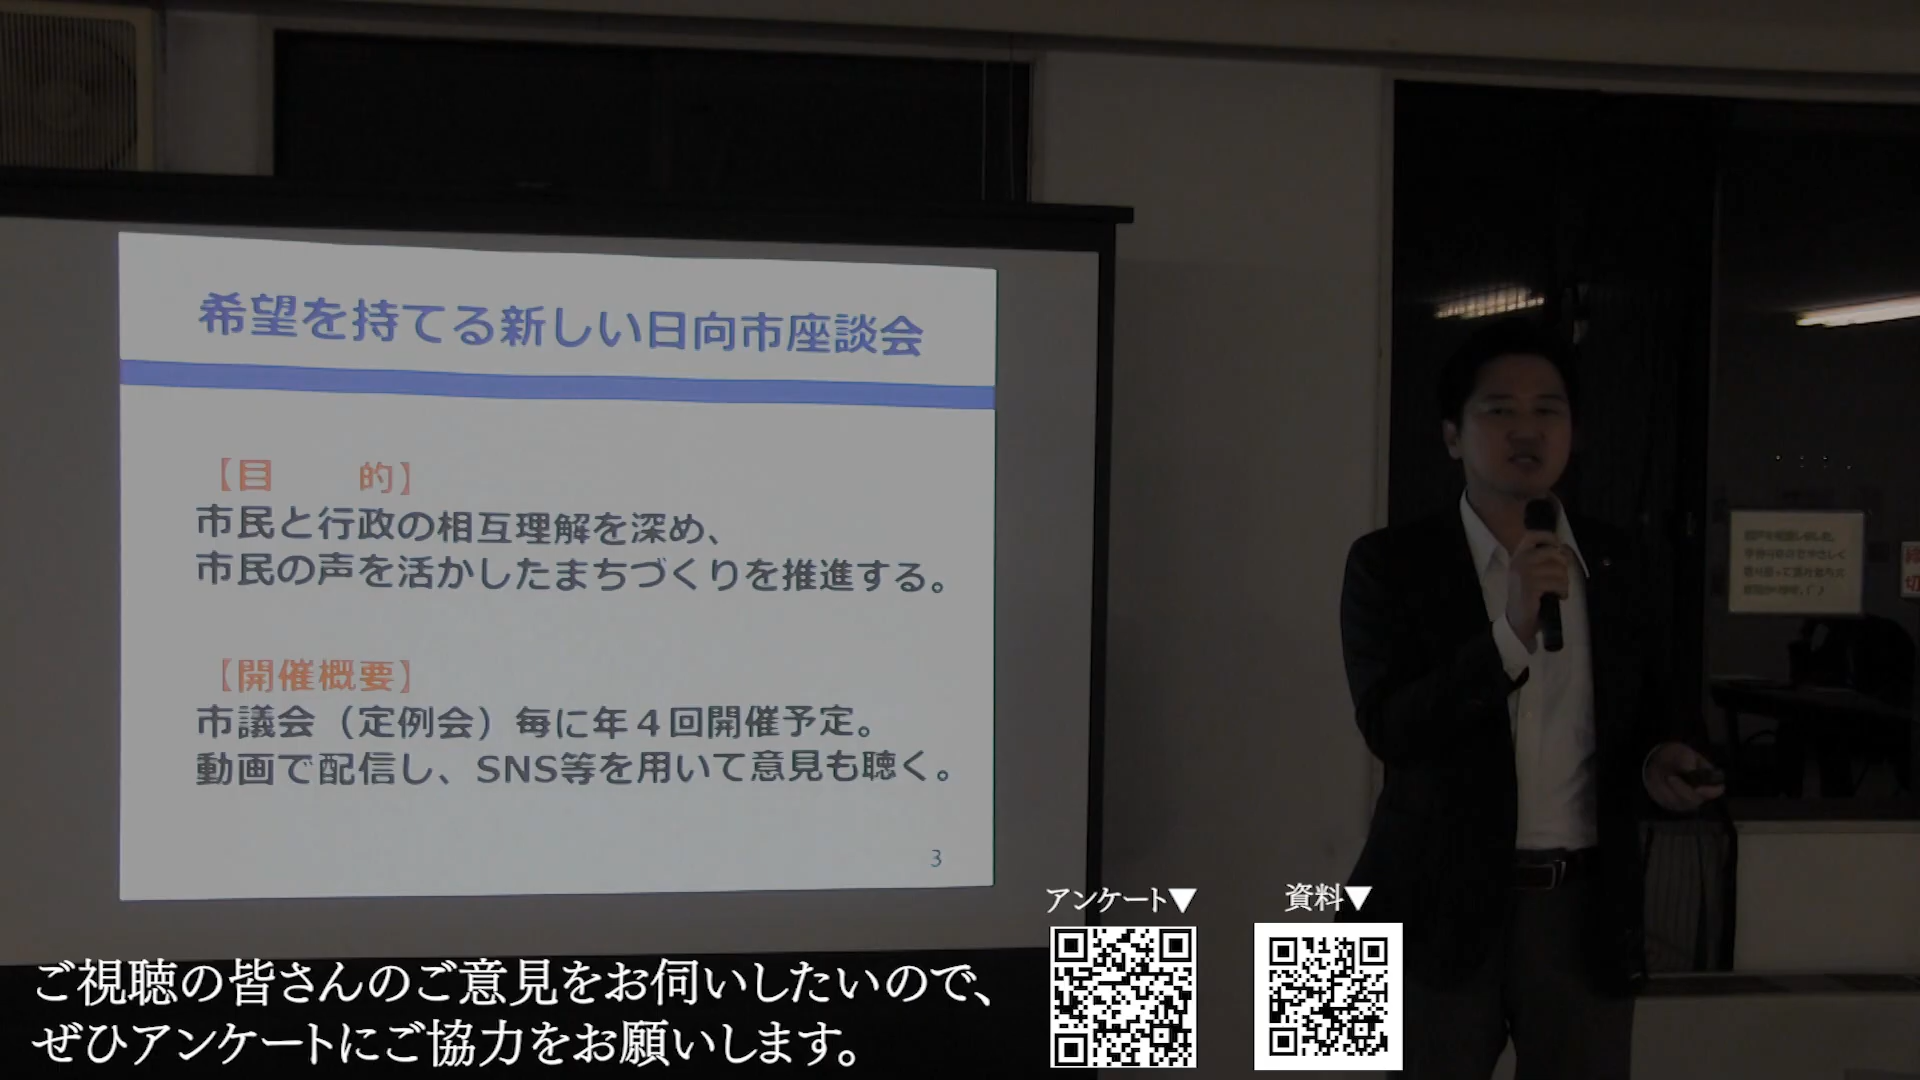 希望を持てる新しい日向市座談会
【目　　的】
市民と行政の相互理解を深め、
市民の声を活かしたまちづくりを推進する。
【開催概要】
市議会（定例会）毎に年４回開催予定。
動画で配信し、SNS等を用いて意見も聴く。
3
アンケート▼
資料▼
ご視聴の皆さんのご意見をお伺いしたいので、
ぜひアンケートにご協力をお願いします。